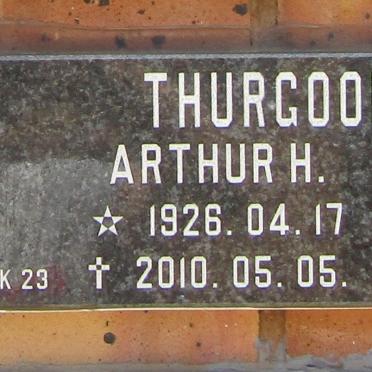 THURGOO
ARTHUR H.
☆ 1926. 04. 17
K 23 ✝ 2010. 05. 05.